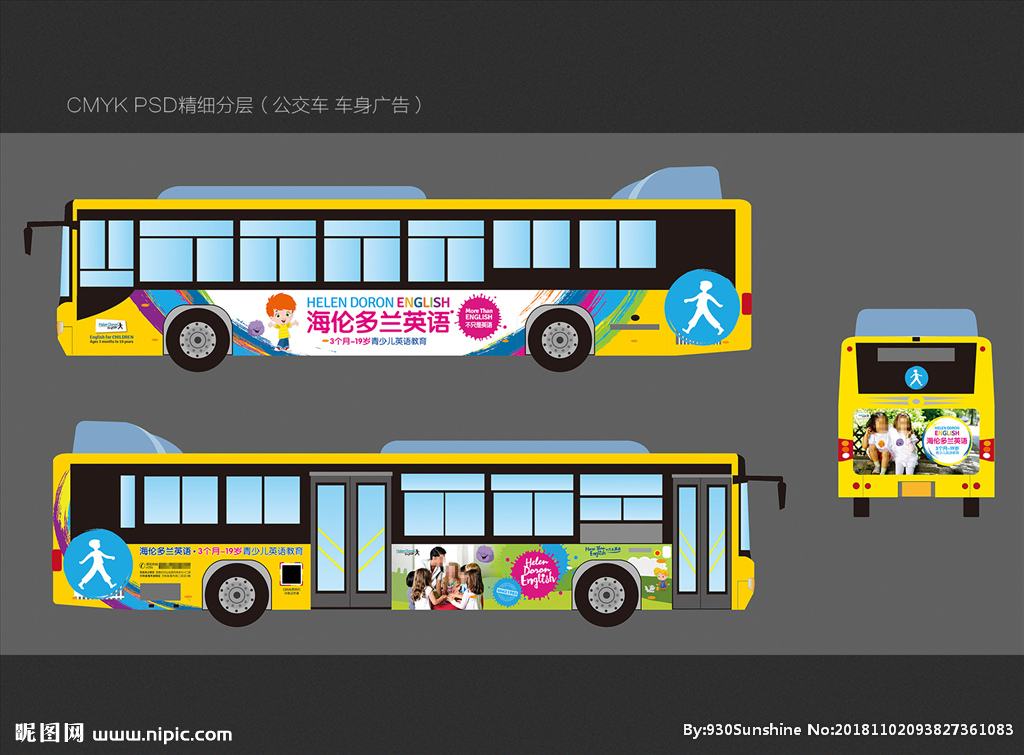 CMYK PSD精细分层（公交车 车身广告）
HELEN DORON ENGLISH
海伦多兰英语
3个月-19岁青少儿英语教育
More Than
ENGLISH
不只是英语
Helen Doron
English
English for CHILDREN
Ages 3 months to 19 years
HELEN DORON
ENGLISH
海伦多兰英语
3个月-19岁
青少儿英语教育
海伦多兰英语·3个月-19岁青少儿英语教育
Helen
Doron
English
昵图网 www.nipic.com
By:930Sunshine No:20181102093827361083